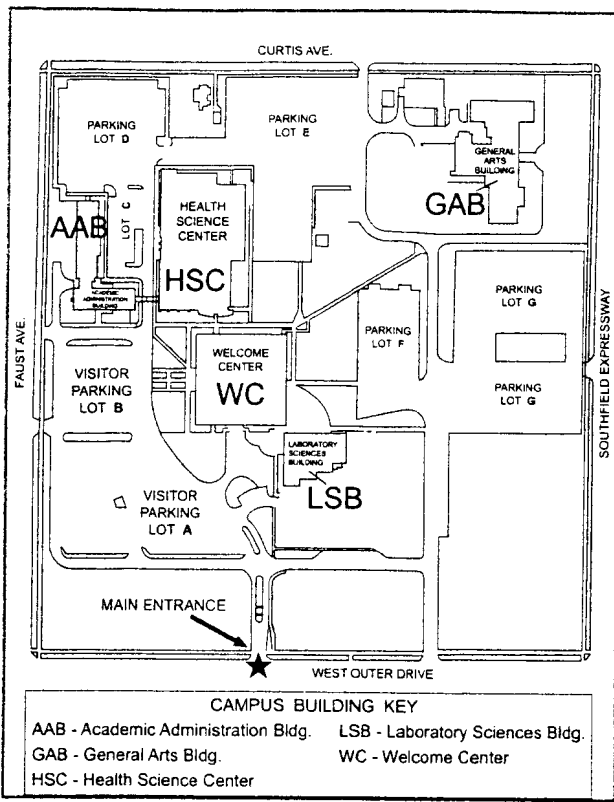 CURTIS AVE.
PARKING
LOT D
PARKING
LOT E
GENERAL
ARTS
BUILDING
GAB
AAB
LOT C
HEALTH
SCIENCE
CENTER
HSC
ACADEMIC
ADMINISTRATION
BUILDING
PARKING
LOT G
PARKING
LOT F
PARKING
LOT G
FAUST AVE.
SOUTHFIELD EXPRESSWAY
VISITOR
PARKING
LOT B
WELCOME
CENTER
WC
LABORATORY
SCIENCES
BUILDING
LSB
VISITOR
PARKING
LOT A
MAIN ENTRANCE
WEST OUTER DRIVE
CAMPUS BUILDING KEY
AAB - Academic Administration Bldg. LSB - Laboratory Sciences Bldg.
GAB - General Arts Bldg. WC - Welcome Center
HSC - Health Science Center